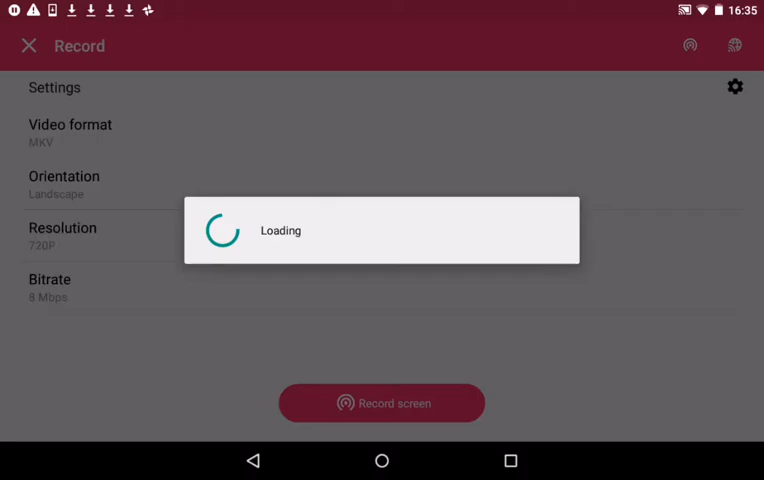 16:35
Record
Settings
Video format
MKV
Orientation
Landscape
Resolution
720P
Loading
Bitrate
8 Mbps
Record screen